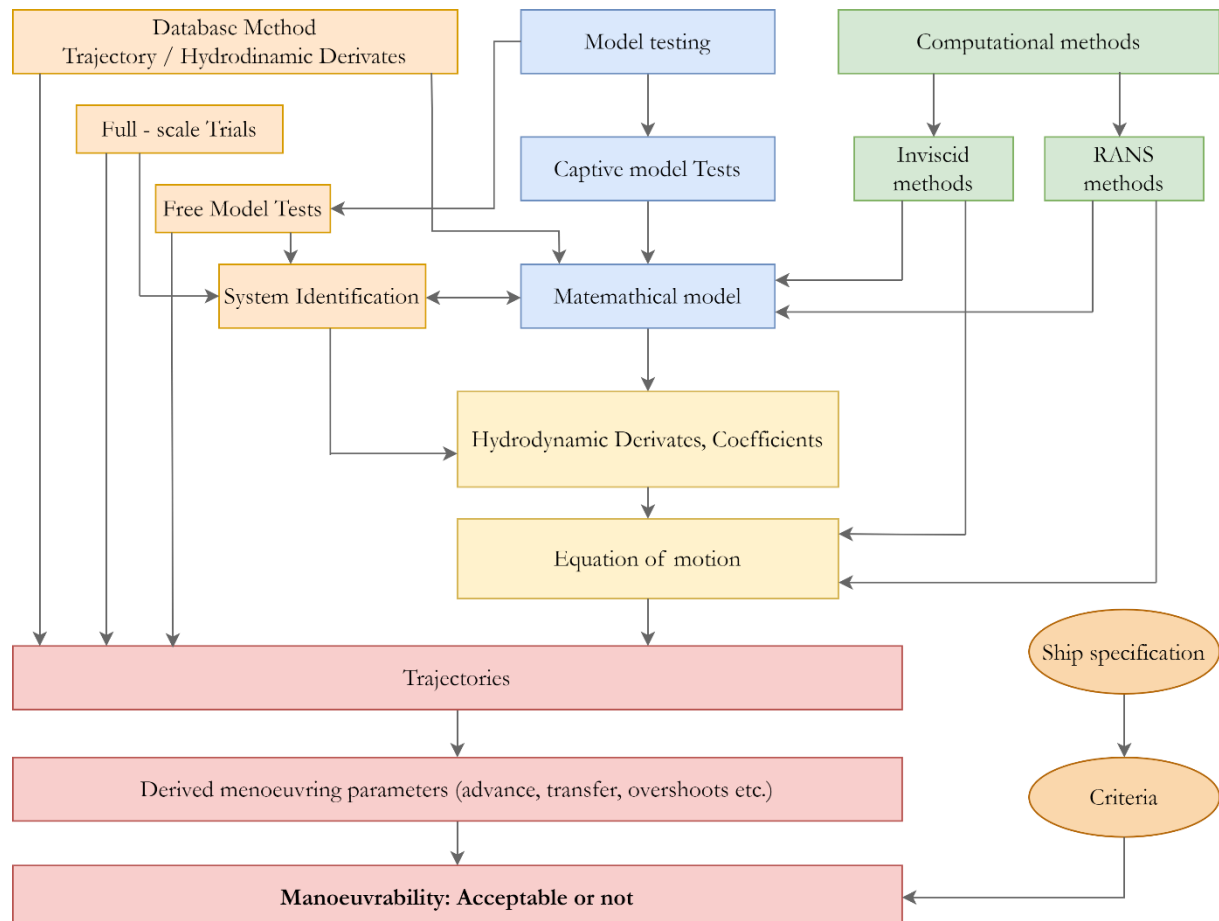 Database Method
Trajectory / Hydrodinamic Derivates
Model testing
Computational methods
Full - scale Trials
Captive model Tests
Inviscid
methods
RANS
methods
Free Model Tests
System Identification
Matemathical model
Hydrodynamic Derivates, Coefficients
Equation of motion
Ship specification
Trajectories
Derived menoeuvring parameters (advance, transfer, overshoots etc.)
Criteria
Manoeuvrability: Acceptable or not